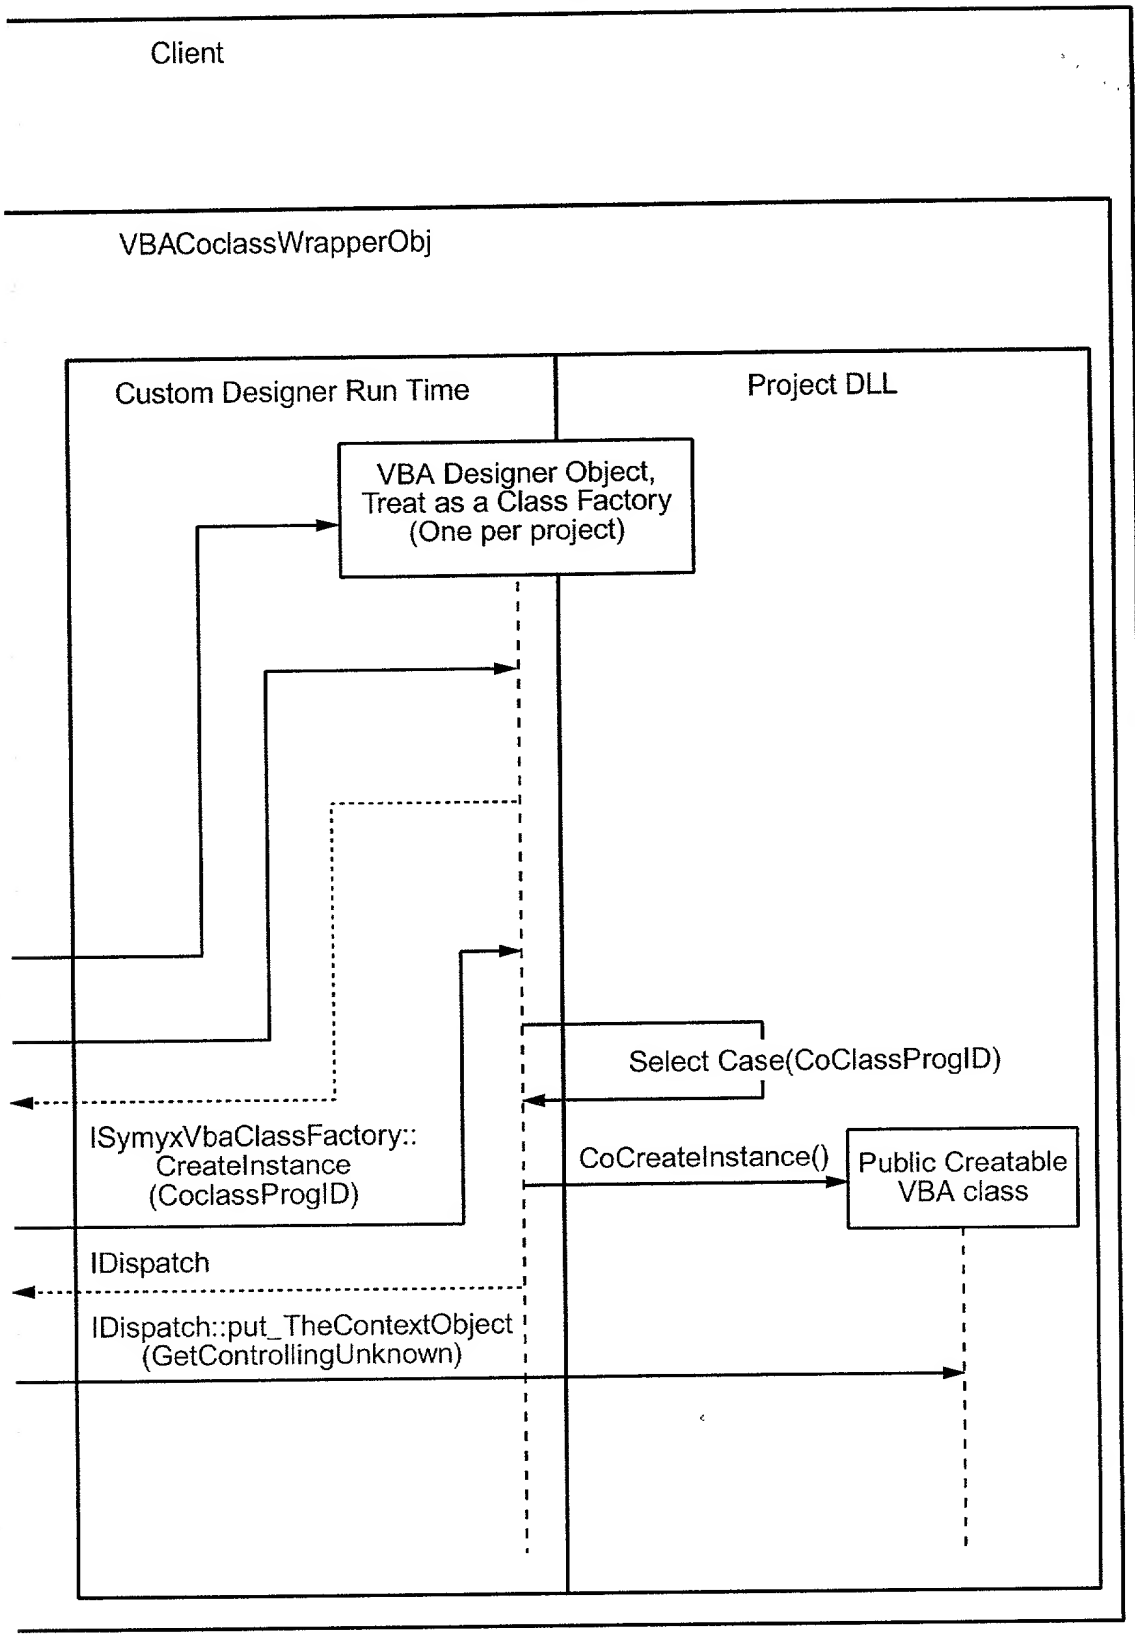 Client
VBACoclassWrapperObj
Custom Designer Run Time
Project DLL
VBA Designer Object,
Treat as a Class Factory
(One per project)
Select Case(CoClassProgID)
ISymyxVbaClassFactory::
CreateInstance
(CoclassProgID)
CoCreateInstance()
Public Creatable
VBA class
IDispatch
IDispatch::put_TheContextObject
(GetControllingUnknown)